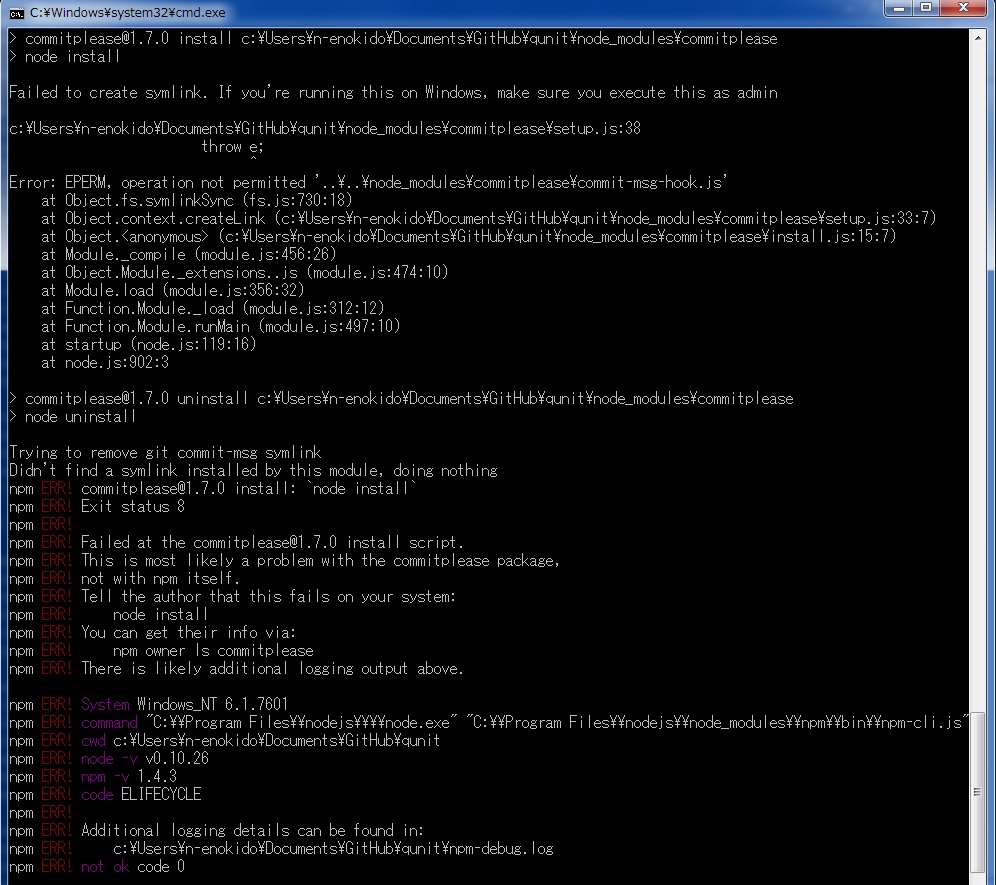 C:¥Windows¥system32¥cmd.exe
> commitplease@1.7.0 install c:¥Users¥n-enokido¥Documents¥GitHub¥qunit¥node_modules¥commitplease
> node install
Failed to create symlink. If you're running this on Windows, make sure you execute this as admin
c:¥Users¥n-enokido¥Documents¥GitHub¥qunit¥node_modules¥commitplease¥setup.js:38
throw e;
^
Error: EPERM, operation not permitted '..¥..¥node_modules¥commitplease¥commit-msg-hook.js'
at Object.fs.symlinkSync (fs.js:730:18)
at Object.context.createLink (c:¥Users¥n-enokido¥Documents¥GitHub¥qunit¥node_modules¥commitplease¥setup.js:33:7)
at Object.<anonymous> (c:¥Users¥n-enokido¥Documents¥GitHub¥qunit¥node_modules¥commitplease¥install.js:15:7)
at Module._compile (module.js:456:26)
at Object.Module._extensions..js (module.js:474:10)
at Module.load (module.js:356:32)
at Function.Module._load (module.js:312:12)
at Function.Module.runMain (module.js:497:10)
at startup (node.js:119:16)
at node.js:902:3
> commitplease@1.7.0 uninstall c:¥Users¥n-enokido¥Documents¥GitHub¥qunit¥node_modules¥commitplease
> node uninstall
Trying to remove git commit-msg symlink
Didn't find a symlink installed by this module, doing nothing
npm ERR! commitplease@1.7.0 install: `node install`
npm ERR! Exit status 8
npm ERR!
npm ERR! Failed at the commitplease@1.7.0 install script.
npm ERR! This is most likely a problem with the commitplease package,
npm ERR! not with npm itself.
npm ERR! Tell the author that this fails on your system:
npm ERR! node install
npm ERR! You can get their info via:
npm ERR! npm owner ls commitplease
npm ERR! There is likely additional logging output above.
npm ERR! System Windows_NT 6.1.7601
npm ERR! command "C:¥¥Program Files¥¥nodejs¥¥¥¥node.exe" "C:¥¥Program Files¥¥nodejs¥¥node_modules¥¥npm¥¥bin¥¥npm-cli.js"
npm ERR! cwd c:¥Users¥n-enokido¥Documents¥GitHub¥qunit
npm ERR! node -v v0.10.26
npm ERR! npm -v 1.4.3
npm ERR! code ELIFECYCLE
npm ERR!
npm ERR! Additional logging details can be found in:
npm ERR! c:¥Users¥n-enokido¥Documents¥GitHub¥qunit¥npm-debug.log
npm ERR! not ok code 0